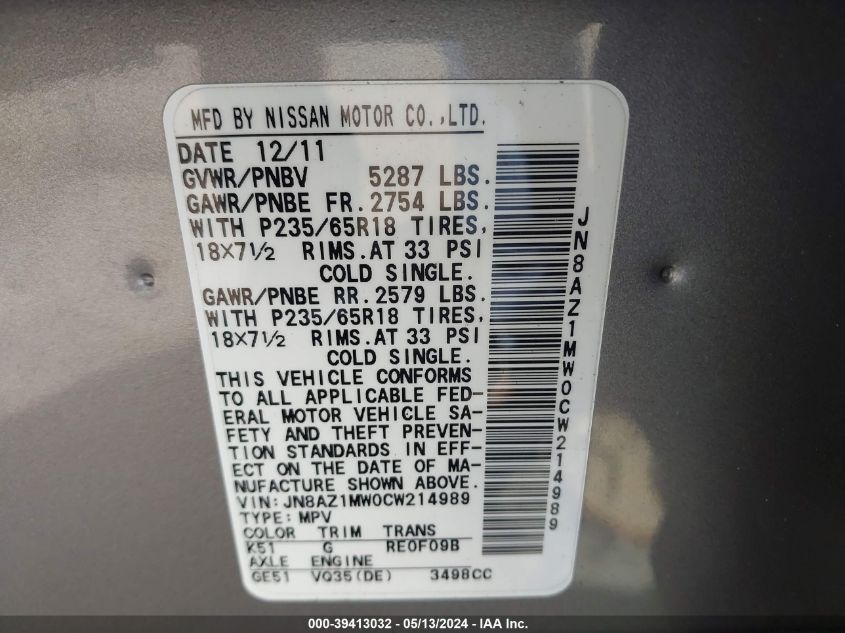 MFD BY NISSAN MOTOR CO.,LTD.
DATE 12/11
GVWR/PNBV 5287 LBS.
GAWR/PNBE FR. 2754 LBS.
WITH P235/65R18 TIRES,
18×7½ RIMS.AT 33 PSI
COLD SINGLE.
GAWR/PNBE RR. 2579 LBS.
WITH P235/65R18 TIRES,
18×7½ RIMS.AT 33 PSI
COLD SINGLE.
THIS VEHICLE CONFORMS
TO ALL APPLICABLE FED-
ERAL MOTOR VEHICLE SA-
FETY AND THEFT PREVEN-
TION STANDARDS IN EFF-
ECT ON THE DATE OF MA-
NUFACTURE SHOWN ABOVE.
VIN:JN8AZ1MW0CW214989
TYPE:MPV
COLOR TRIM TRANS
K51 G RE0F09B
AXLE ENGINE
GE51 VQ35(DE) 3498CC
JN8AZ1MW0CW214989
000-39413032 - 05/13/2024 - IAA Inc.